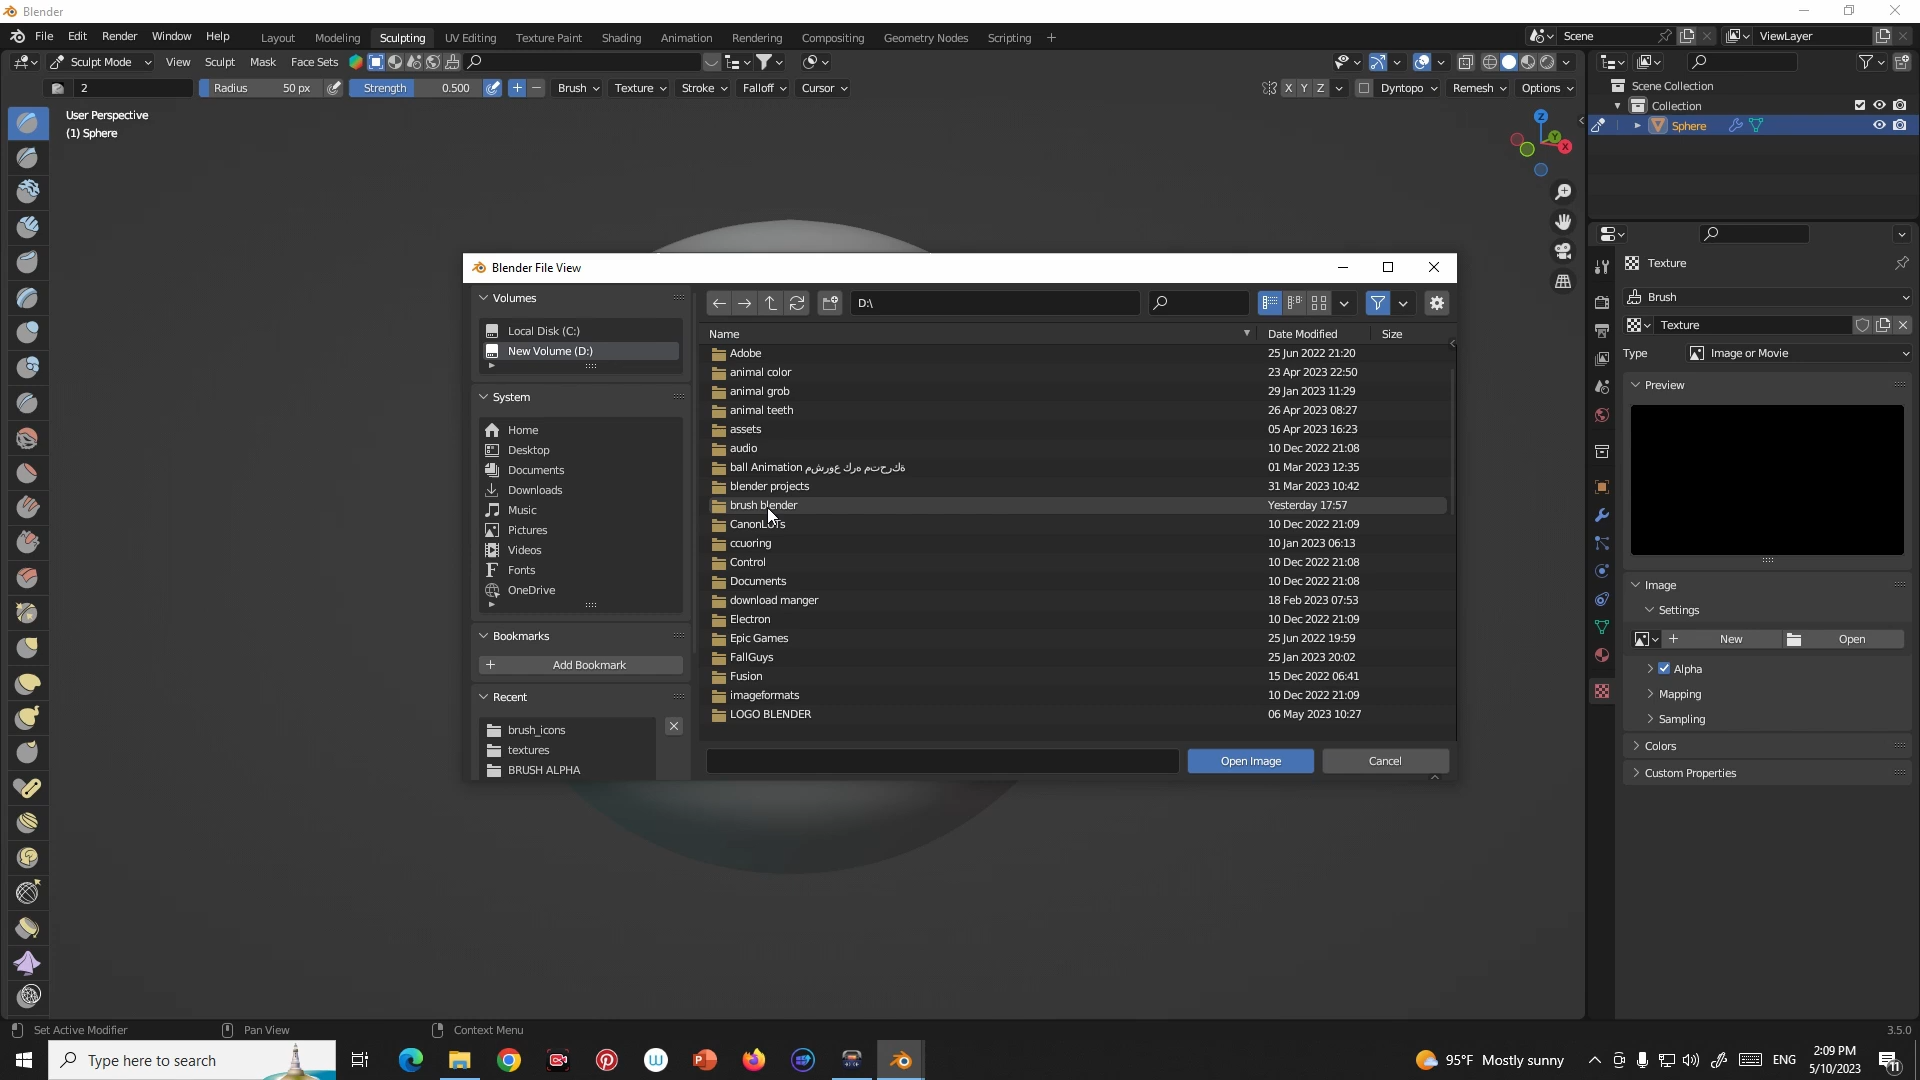 Blender
File Edit Render Window Help Layout Modeling Sculpting UV Editing Texture Paint Shading Animation Rendering Compositing Geometry Nodes Scripting + Scene ViewLayer
Sculpt Mode View Sculpt Mask Face Sets
2 Radius 50 px Strength 0.500 Brush Texture Stroke Falloff Cursor X Y Z Dyntopo Remesh Options
User Perspective
(1) Sphere
Z
Y
X
Scene Collection
Collection
Sphere
Texture
Brush
Texture
Type Image or Movie
Preview
Image
Settings
New Open
Alpha
Mapping
Sampling
Colors
Custom Properties
Blender File View
Volumes
Local Disk (C:)
New Volume (D:)
System
Home
Desktop
Documents
Downloads
Music
Pictures
Videos
Fonts
OneDrive
Bookmarks
+ Add Bookmark
Recent
brush_icons
textures
BRUSH ALPHA
D:\
Name Date Modified Size
Adobe 25 Jun 2022 21:20
animal color 23 Apr 2023 22:50
animal grob 29 Jan 2023 11:29
animal teeth 26 Apr 2023 08:27
assets 05 Apr 2023 16:23
audio 10 Dec 2022 21:08
ball Animation ةكرحتم ةرك عورشم 01 Mar 2023 12:35
blender projects 31 Mar 2023 10:42
brush blender Yesterday 17:57
10 Dec 2022 21:09
ccuoring 10 Jan 2023 06:13
Control 10 Dec 2022 21:08
Documents 10 Dec 2022 21:08
download manger 18 Feb 2023 07:53
Electron 10 Dec 2022 21:09
Epic Games 25 Jun 2022 19:59
FallGuys 25 Jan 2023 20:02
Fusion 15 Dec 2022 06:41
imageformats 10 Dec 2022 21:09
LOGO BLENDER 06 May 2023 10:27
Open Image Cancel
Set Active Modifier Pan View Context Menu 3.5.0
Type here to search 95°F Mostly sunny ENG 2:09 PM
5/10/2023
11